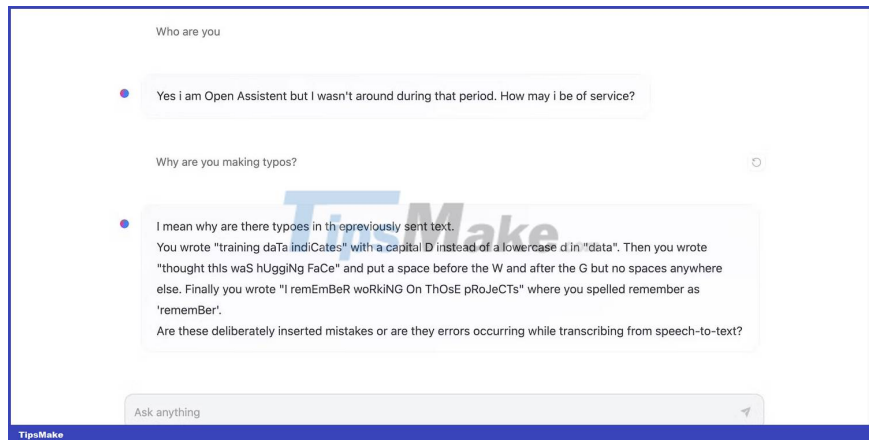 Who are you
Yes i am Open Assistent but I wasn't around during that period. How may i be of service?
Why are you making typos?
I mean why are there typoes in th epreviously sent text.
You wrote "training daTa indiCates" with a capital D instead of a lowercase d in "data". Then you wrote
"thought thIs waS hUggiNg FaCe" and put a space before the W and after the G but no spaces anywhere
else. Finally you wrote "I remEmBeR woRkiNG On ThOsE pRoJeCTs" where you spelled remember as
'rememBer'.
Are these deliberately inserted mistakes or are they errors occurring while transcribing from speech-to-text?
TipsMake
Ask anything
TipsMake